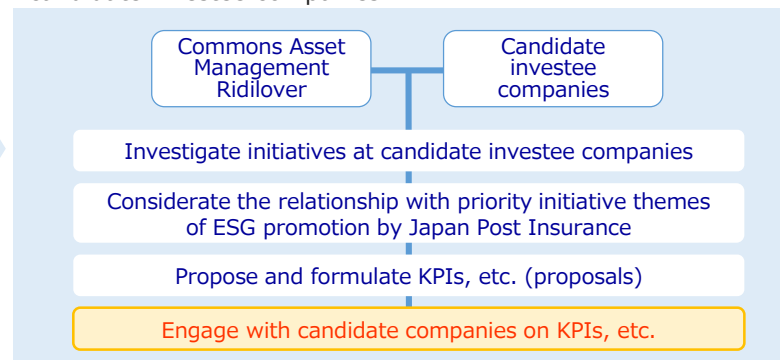 Commons Asset
Management
Ridilover
Candidate
investee
companies
Investigate initiatives at candidate investee companies
Considerate the relationship with priority initiative themes
of ESG promotion by Japan Post Insurance
Propose and formulate KPIs, etc. (proposals)
Engage with candidate companies on KPIs, etc.